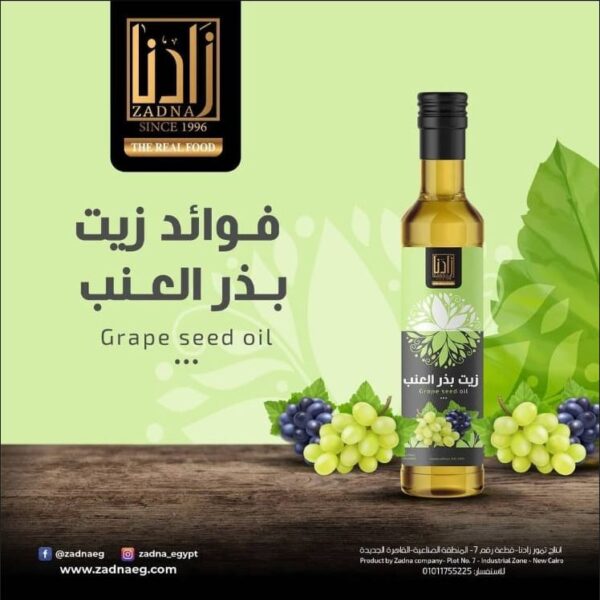 زادنا
ZADNA
SINCE 1996
THE REAL FOOD
فوائد زيت
بذر العنب
Grape seed oil
زادنا
زيت بذر العنب
Grape seed oil
@zadnaeg
zadna_egypt
www.zadnaeg.com
انتاج تمور زادنا- قطعة رقم 7- المنطقة الصناعية- القاهرة الجديدة
Product by Zadna company- Plot No. 7 - Industrial Zone - New Cairo
للاستفسار: 01011755225